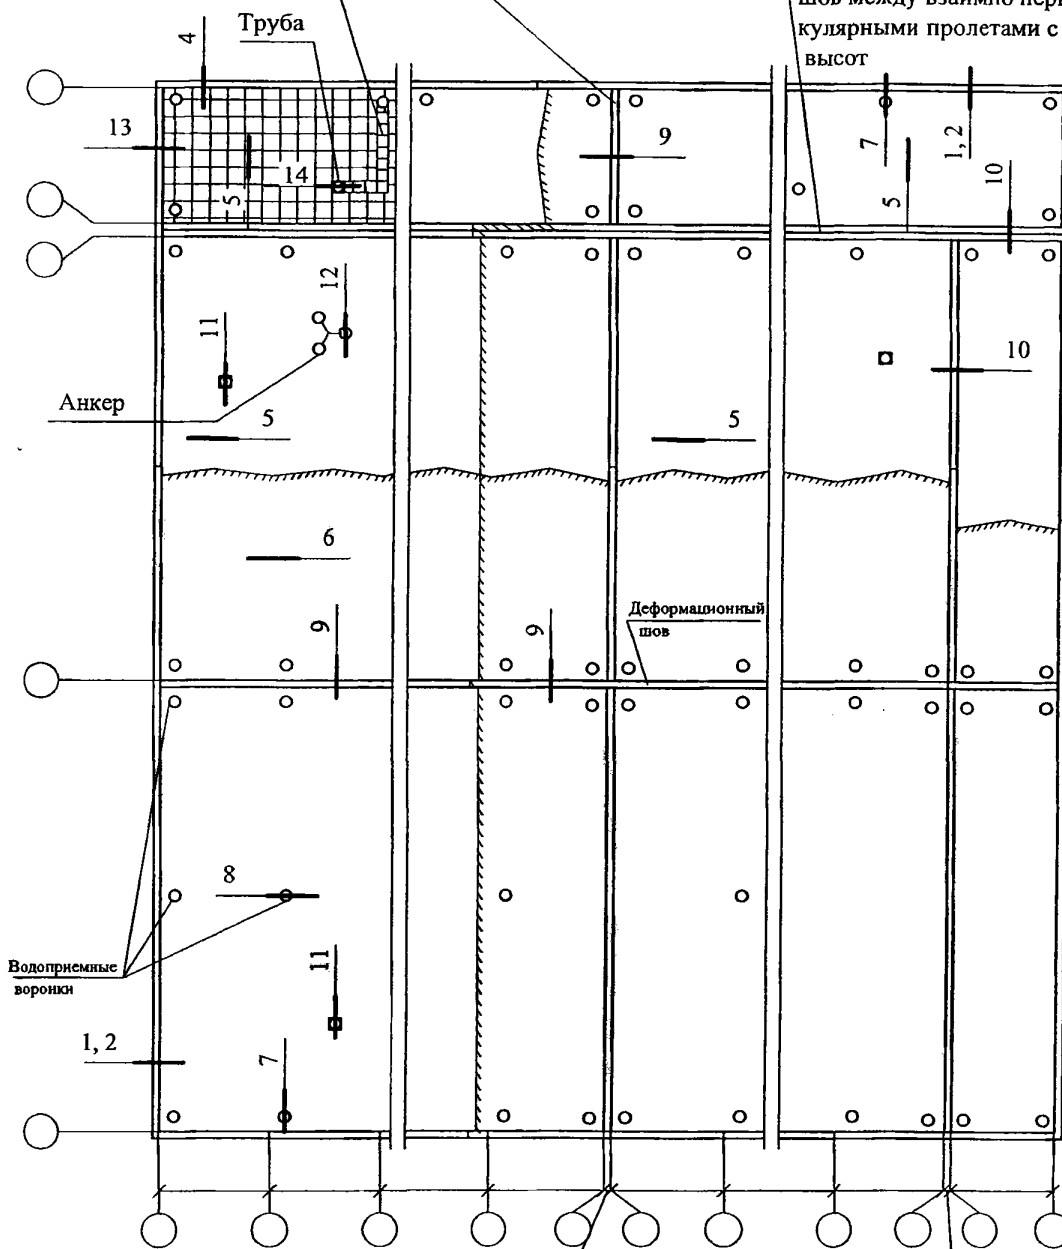 шов между взаимно пер
кулярными пролетами с
высот
Труба
4
13
14
5
9
7
5
1, 2
10
12
11
10
Анкер
5
5
6
9
9
Деформационный
шов
8
Водоприемные
воронки
11
1, 2
7